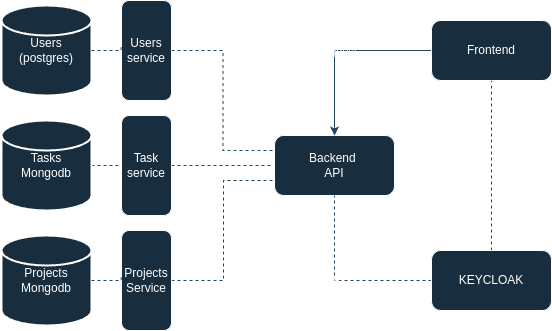 Users
(postgres)
Users
service
Frontend
Tasks
Mongodb
Task
service
Backend
API
Projects
Mongodb
Projects
Service
KEYCLOAK